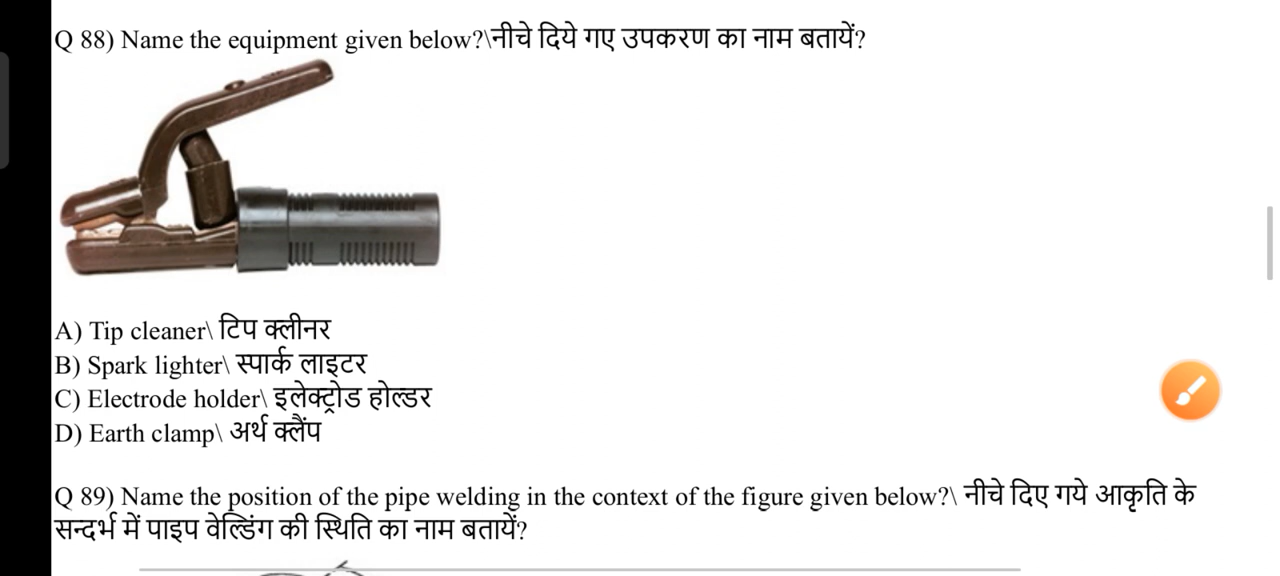 Q 88) Name the equipment given below?\नीचे दिये गए उपकरण का नाम बतायें?
A) Tip cleaner\ टिप क्लीनर
B) Spark lighter\ स्पार्क लाइटर
C) Electrode holder\ इलेक्ट्रोड होल्डर
D) Earth clamp\ अर्थ क्लैंप
Q 89) Name the position of the pipe welding in the context of the figure given below?\ नीचे दिए गये आकृति के
सन्दर्भ में पाइप वेल्डिंग की स्थिति का नाम बतायें?